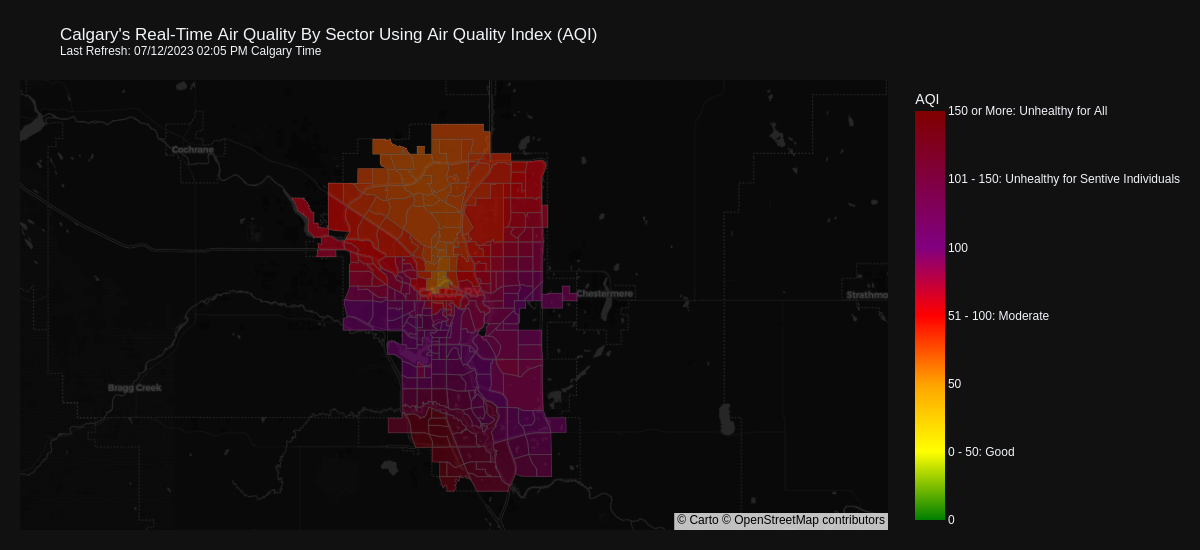 Calgary's Real-Time Air Quality By Sector Using Air Quality Index (AQI)
Last Refresh: 07/12/2023 02:05 PM Calgary Time
AQI
150 or More: Unhealthy for All
Cochrane
101 - 150: Unhealthy for Sentive Individuals
100
CALGARY
Chestermere
Strathmo
51 - 100: Moderate
50
Bragg Creek
0 - 50: Good
0
© Carto © OpenStreetMap contributors